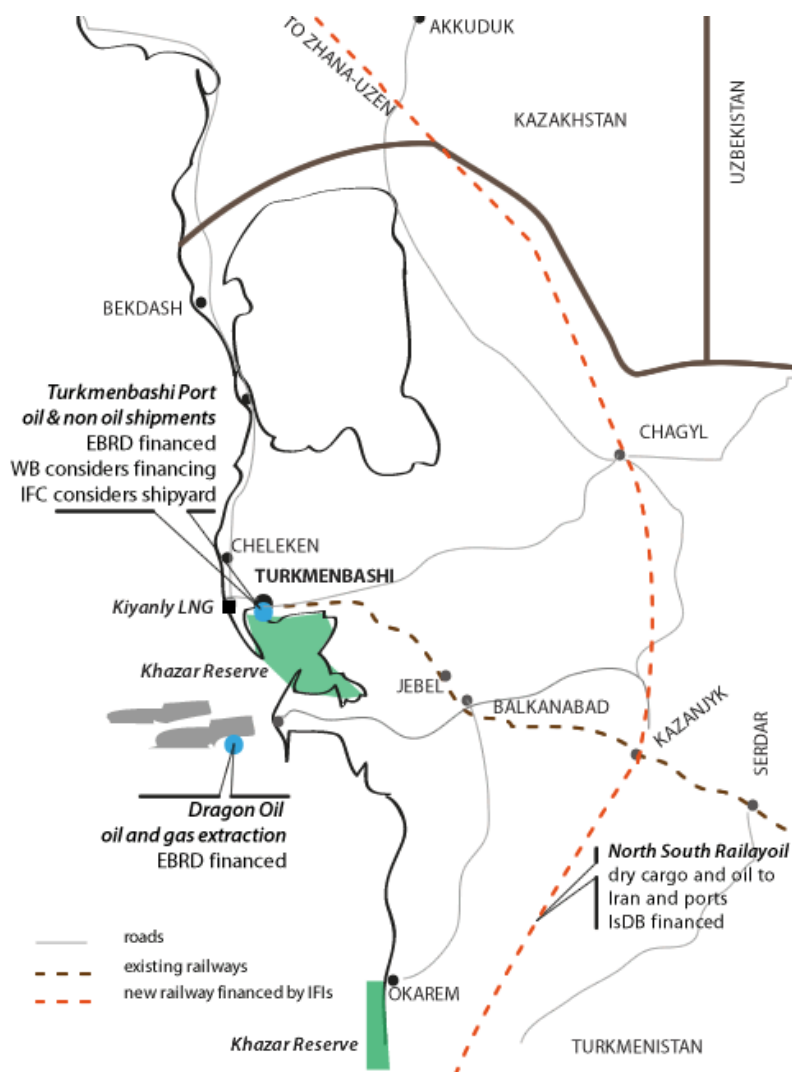 AKKUDUK
TO ZHANA-UZEN
KAZAKHSTAN
UZBEKISTAN
BEKDASH
Turkmenbashi Port
oil & non oil shipments
EBRD financed
WB considers financing
IFC considers shipyard
CHAGYL
CHELEKEN
TURKMENBASHI
Kiyanly LNG
Khazar Reserve
JEBEL
BALKANABAD
KAZANJYK
SERDAR
Dragon Oil
oil and gas extraction
EBRD financed
North South Railayoil
dry cargo and oil to
Iran and ports
IsDB financed
roads
existing railways
new railway financed by IFIs
OKAREM
Khazar Reserve
TURKMENISTAN